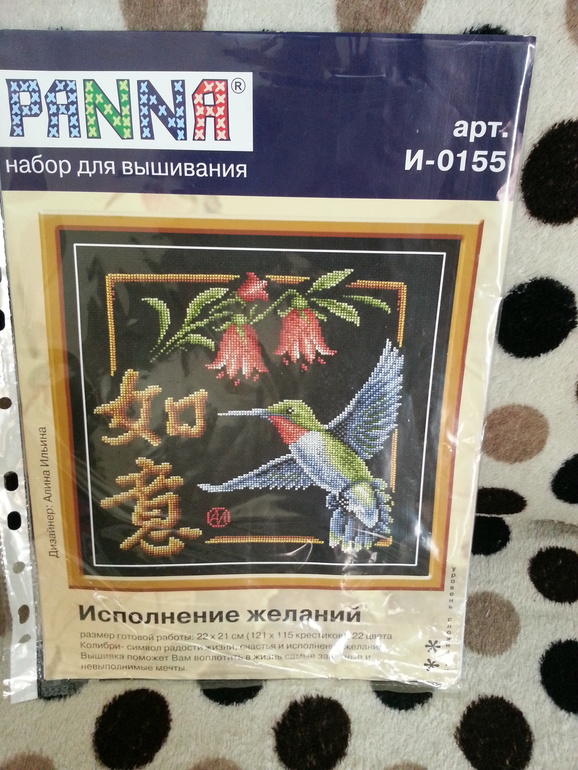 PANNA®
набор для вышивания
арт.
И-0155
如
意
Дизайнер: Алина Ильина
Исполнение желаний
размер готовой работы: 22 x 21 см (121 x 115 крестиков) 22 цвета
Колибри- символ радости жизни, счастья и исполнения желаний
Вышивка поможет Вам воплотить в жизнь самые и
невыполнимые мечты.
уровень